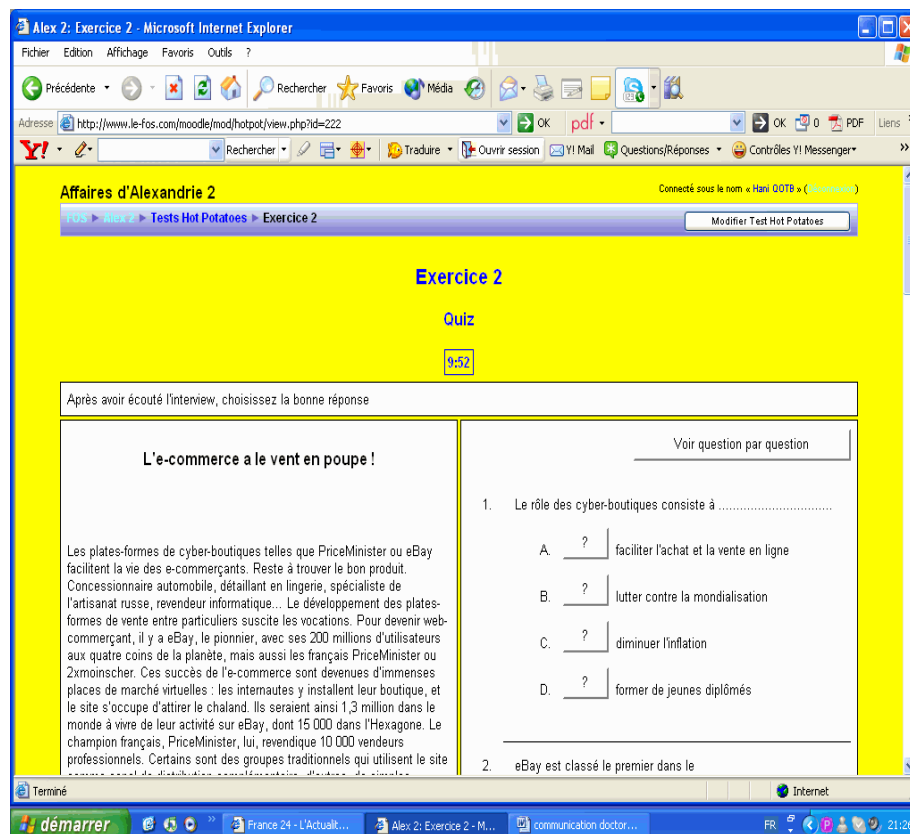 Alex 2: Exercice 2 - Microsoft Internet Explorer
Fichier Edition Affichage Favoris Outils ?
Précédente Rechercher Favoris Média
Adresse http://www.le-fos.com/moodle/mod/hotpot/view.php?id=222 OK pdf OK 0 PDF Liens
Y! Rechercher Traduire Ouvrir session Y! Mail Questions/Réponses Contrôles Y! Messenger »
Affaires d'Alexandrie 2
Connecté sous le nom « Hani QOTB » (
FOS ► Alex 2 ► Tests Hot Potatoes ► Exercice 2
Modifier Test Hot Potatoes
Exercice 2
Quiz
9:52
Après avoir écouté l'interview, choisissez la bonne réponse
L'e-commerce a le vent en poupe !
Les plates-formes de cyber-boutiques telles que PriceMinister ou eBay
facilitent la vie des e-commerçants. Reste à trouver le bon produit.
Concessionnaire automobile, détaillant en lingerie, spécialiste de
l'artisanat russe, revendeur informatique... Le développement des plates-
formes de vente entre particuliers suscite les vocations. Pour devenir web-
commerçant, il y a eBay, le pionnier, avec ses 200 millions d'utilisateurs
aux quatre coins de la planète, mais aussi les français PriceMinister ou
2xmoinscher. Ces succès de l'e-commerce sont devenues d'immenses
places de marché virtuelles : les internautes y installent leur boutique, et
le site s'occupe d'attirer le chaland. Ils seraient ainsi 1,3 million dans le
monde à vivre de leur activité sur eBay, dont 15 000 dans l'Hexagone. Le
champion français, PriceMinister, lui, revendique 10 000 vendeurs
professionnels. Certains sont des groupes traditionnels qui utilisent le site
Voir question par question
1. Le rôle des cyber-boutiques consiste à ................................
A. ? faciliter l'achat et la vente en ligne
B. ? lutter contre la mondialisation
C. ? diminuer l'inflation
D. ? former de jeunes diplômés
2. eBay est classé le premier dans le
Terminé Internet
démarrer » France 24 - L'Actualit... Alex 2: Exercice 2 - M... communication doctor... FR 21:26